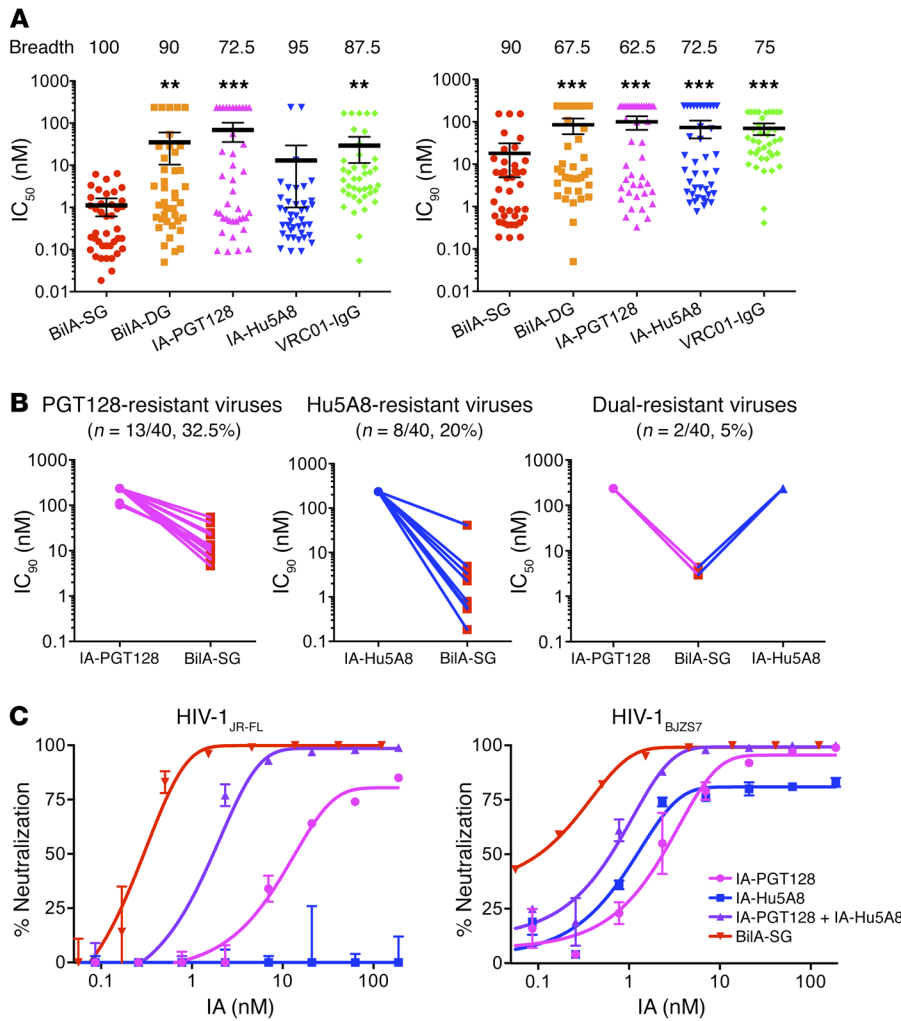 A
Breadth 100 90 72.5 95 87.5 90 67.5 62.5 72.5 75
** *** ** *** *** *** ***
IC50 (nM)
1000
100
10
1
0.10
0.01
BiIA-SG BiIA-DG IA-PGT128 IA-Hu5A8 VRC01-IgG
IC90 (nM)
1000
100
10
1
0.10
0.01
BiIA-SG BiIA-DG IA-PGT128 IA-Hu5A8 VRC01-IgG
B
PGT128-resistant viruses
(n = 13/40, 32.5%)
IC90 (nM)
1000
100
10
1
0.1
IA-PGT128 BiIA-SG
Hu5A8-resistant viruses
(n = 8/40, 20%)
IC90 (nM)
1000
100
10
1
0.1
IA-Hu5A8 BiIA-SG
Dual-resistant viruses
(n = 2/40, 5%)
IC50 (nM)
1000
100
10
1
0.1
IA-PGT128 BiIA-SG IA-Hu5A8
C
HIV-1JR-FL
% Neutralization
100
75
50
25
0
0.1 1 10 100
IA (nM)
HIV-1BJZS7
% Neutralization
100
75
50
25
0
IA-PGT128
IA-Hu5A8
IA-PGT128 + IA-Hu5A8
BiIA-SG
0.1 1 10 100
IA (nM)